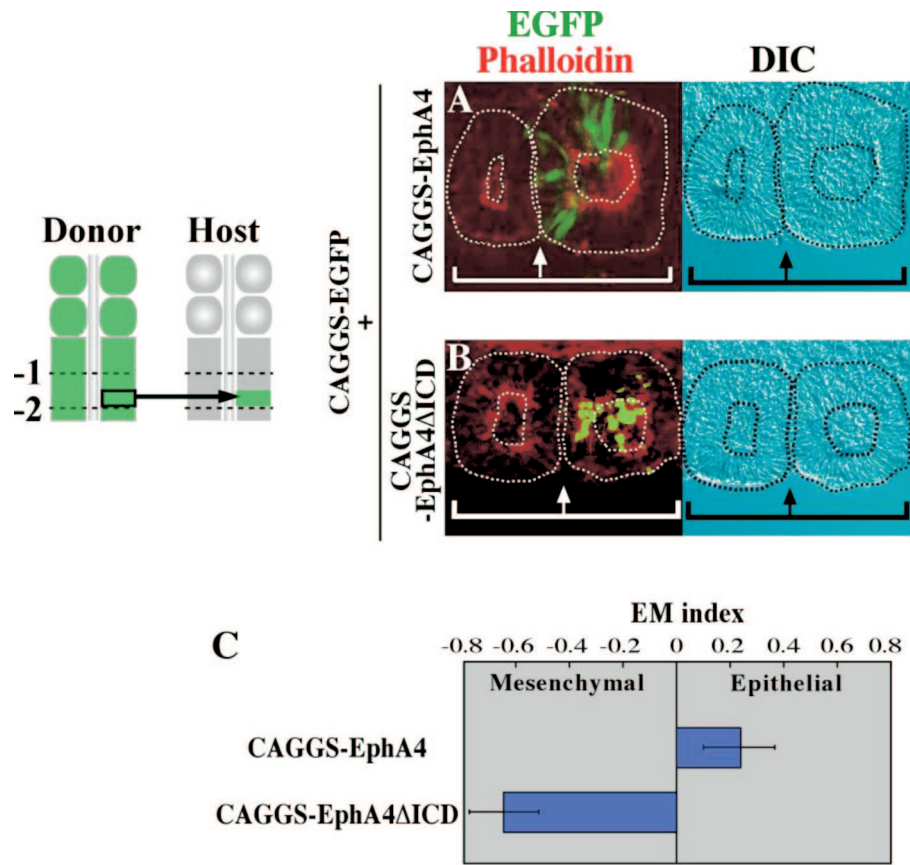 EGFP
Phalloidin
DIC
CAGGS-EGFP
+
CAGGS-EphA4
A
CAGGS
-EphA4ΔICD
B
Donor
Host
-1
-2
C
EM index
-0.8 -0.6 -0.4 -0.2 0 0.2 0.4 0.6 0.8
Mesenchymal
Epithelial
CAGGS-EphA4
CAGGS-EphA4ΔICD